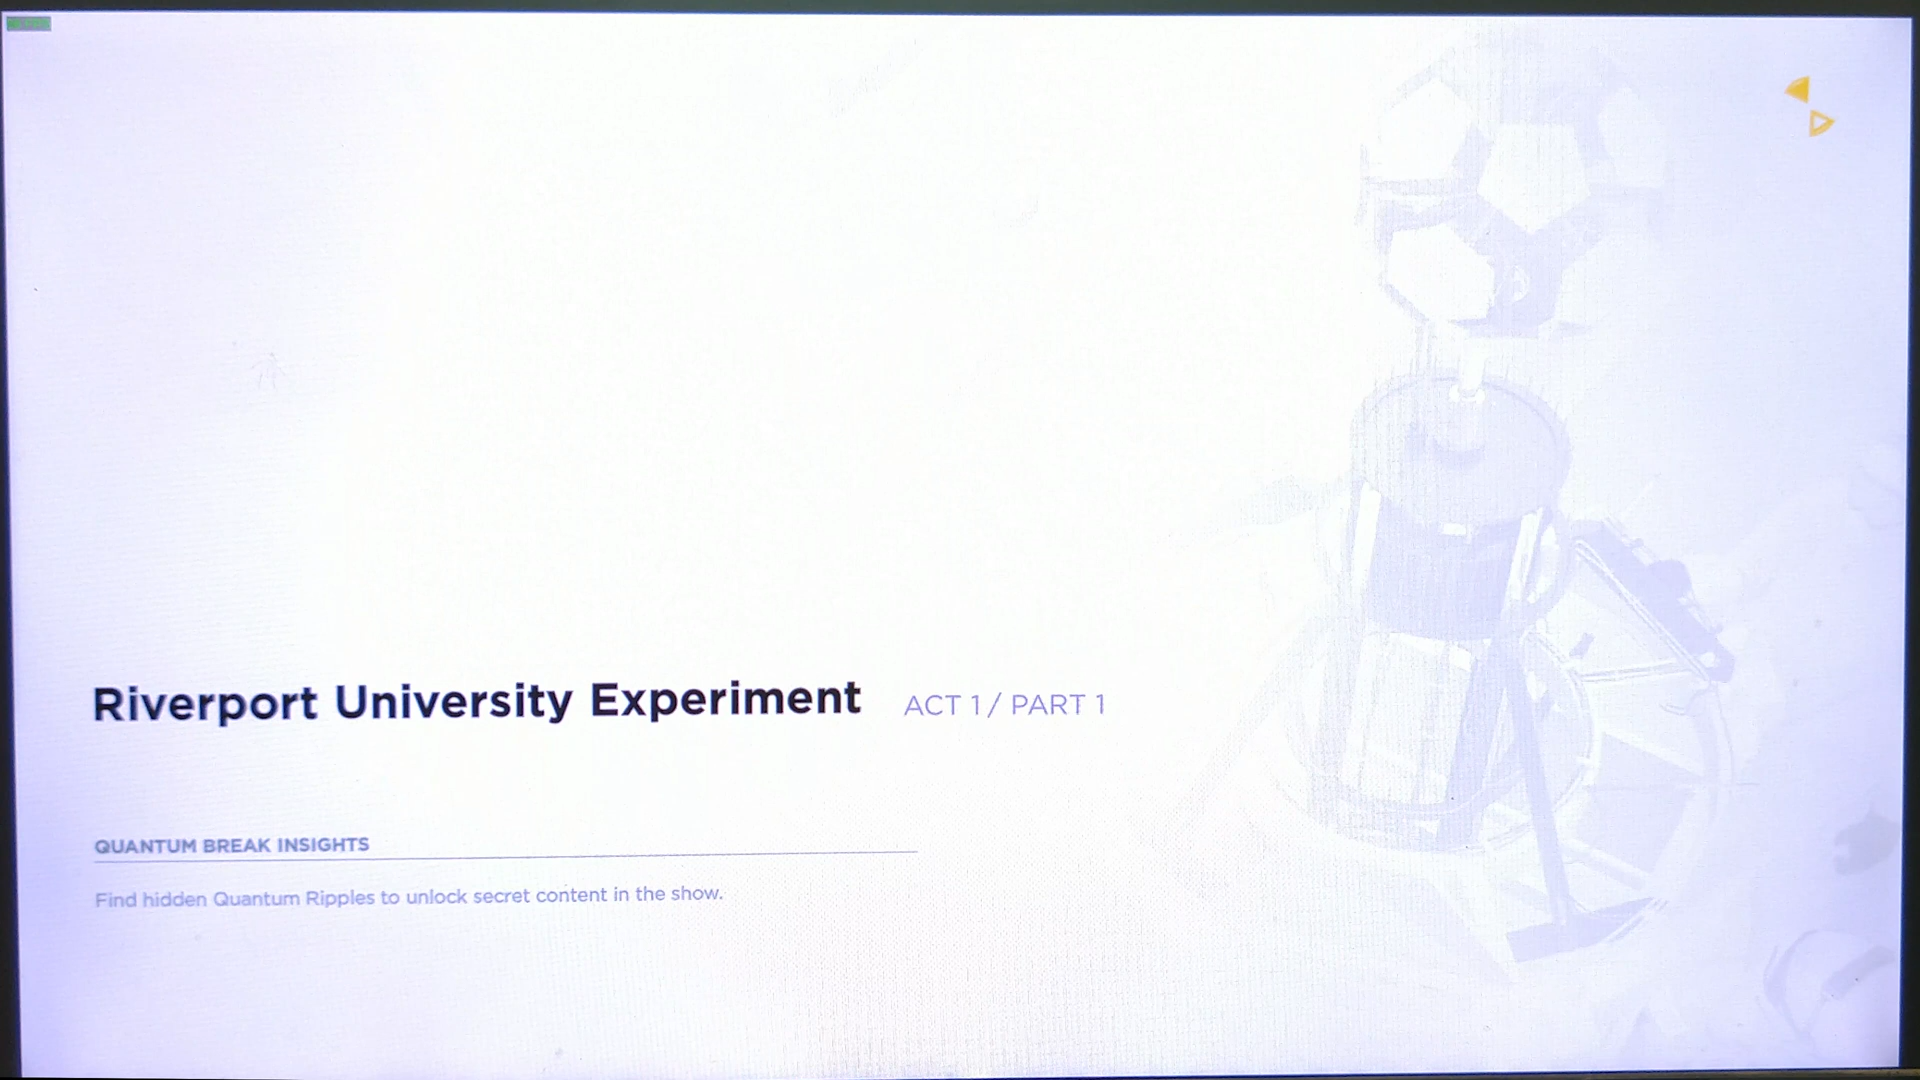 Riverport University Experiment ACT 1 / PART 1
QUANTUM BREAK INSIGHTS
Find hidden Quantum Ripples to unlock secret content in the show.